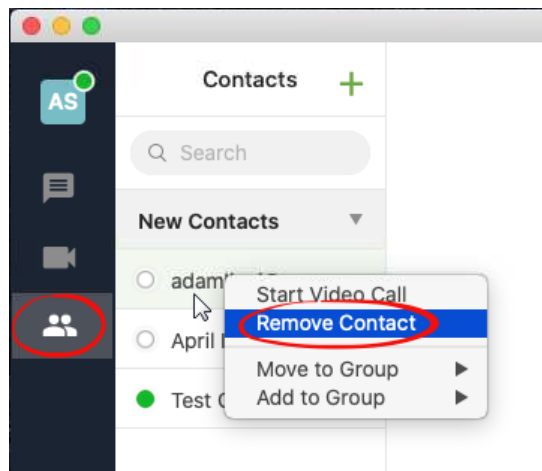 AS
Contacts
Search
New Contacts
Start Video Call
Remove Contact
April
Move to Group
Add to Group
Test